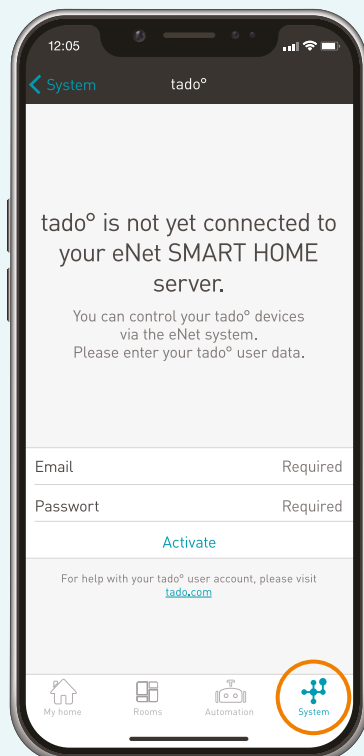 12:05
System
tado°
tado° is not yet connected to
your eNet SMART HOME
server.
You can control your tado° devices
via the eNet system.
Please enter your tado° user data.
Email Required
Passwort Required
Activate
For help with your tado° user account, please visit
tado.com
My home Rooms Automation System